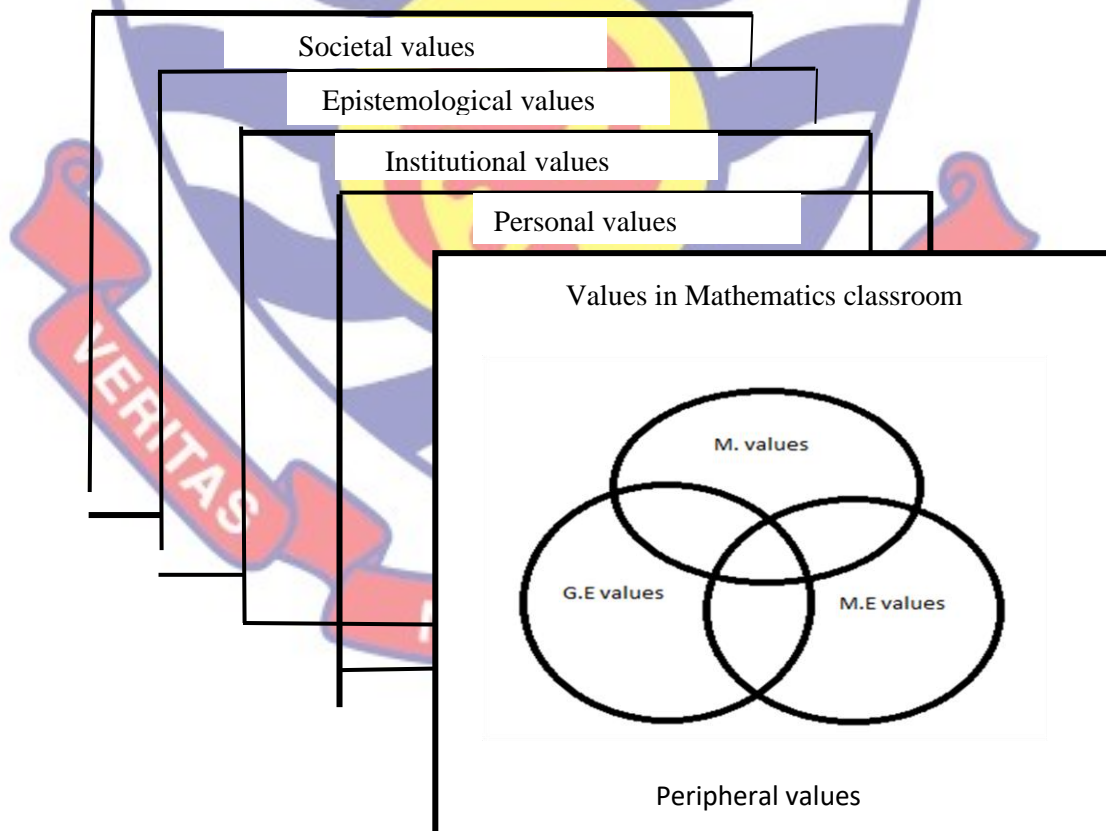 Societal values
Epistemological values
Institutional values
Personal values
Values in Mathematics classroom
M. values
G.E values
M.E values
Peripheral values
VERITAS